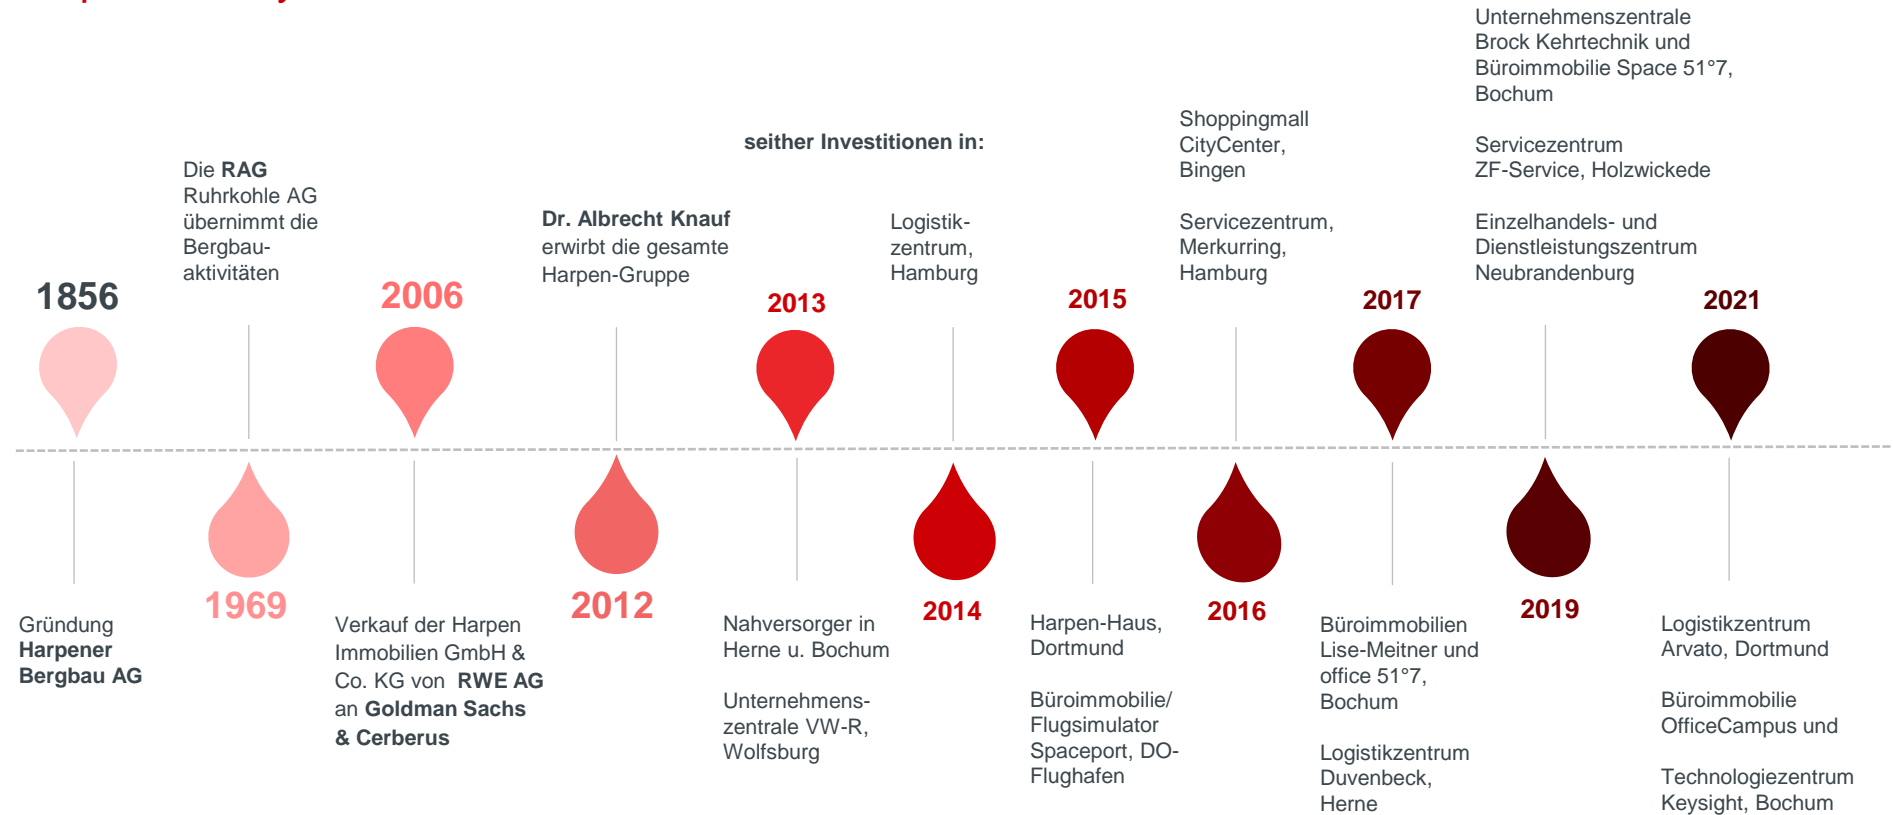 1856
Gründung
Harpener
Bergbau AG
Die RAG
Ruhrkohle AG
übernimmt die
Bergbau-
aktivitäten
1969
2006
Verkauf der Harpen
Immobilien GmbH &
Co. KG von RWE AG
an Goldman Sachs
& Cerberus
Dr. Albrecht Knauf
erwirbt die gesamte
Harpen-Gruppe
2012
seither Investitionen in:
2013
Nahversorger in
Herne u. Bochum
Unternehmens-
zentrale VW-R,
Wolfsburg
Logistik-
zentrum,
Hamburg
2014
2015
Harpen-Haus,
Dortmund
Büroimmobilie/
Flugsimulator
Spaceport, DO-
Flughafen
Shoppingmall
CityCenter,
Bingen
Servicezentrum,
Merkurring,
Hamburg
2016
2017
Büroimmobilien
Lise-Meitner und
office 51°7,
Bochum
Logistikzentrum
Duvenbeck,
Herne
Unternehmenszentrale
Brock Kehrtechnik und
Büroimmobilie Space 51°7,
Bochum
Servicezentrum
ZF-Service, Holzwickede
Einzelhandels- und
Dienstleistungszentrum
Neubrandenburg
2019
2021
Logistikzentrum
Arvato, Dortmund
Büroimmobilie
OfficeCampus und
Technologiezentrum
Keysight, Bochum